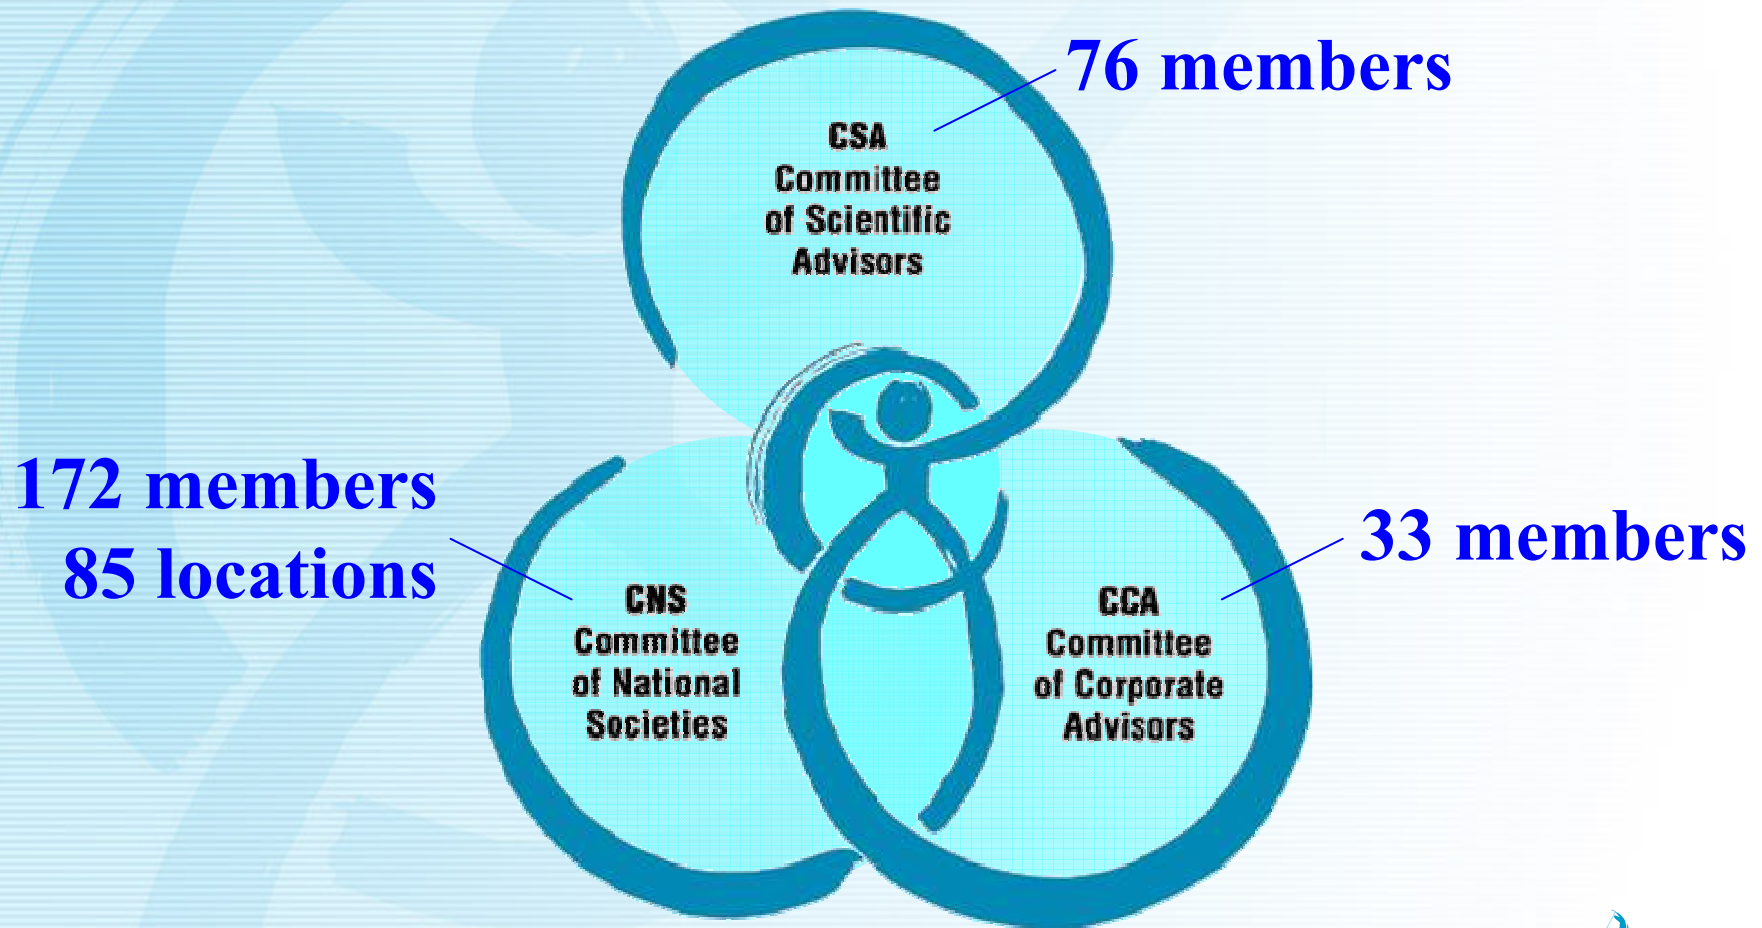 76 members
CSA
Committee
of Scientific
Advisors
172 members
85 locations
CNS
Committee
of National
Societies
33 members
CCA
Committee
of Corporate
Advisors